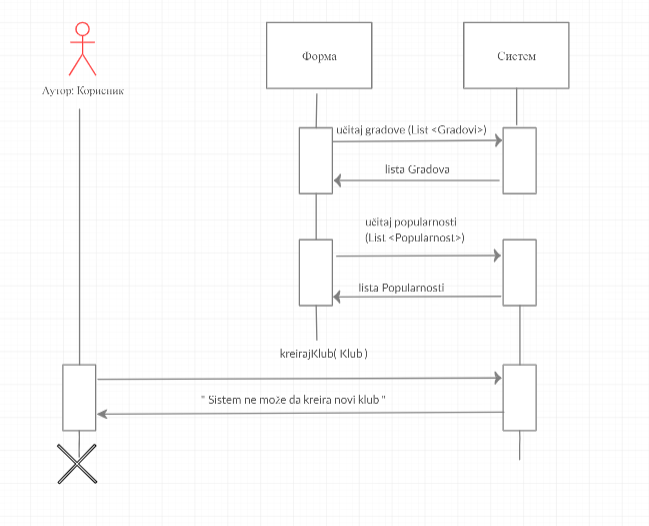 Форма
Систем
Аутор: Корисник
učitaj gradove (List <Gradovi>)
lista Gradova
učitaj popularnosti
(List <Popularnost>)
lista Popularnosti
kreirajKlub( Klub )
" Sistem ne može da kreira novi klub "